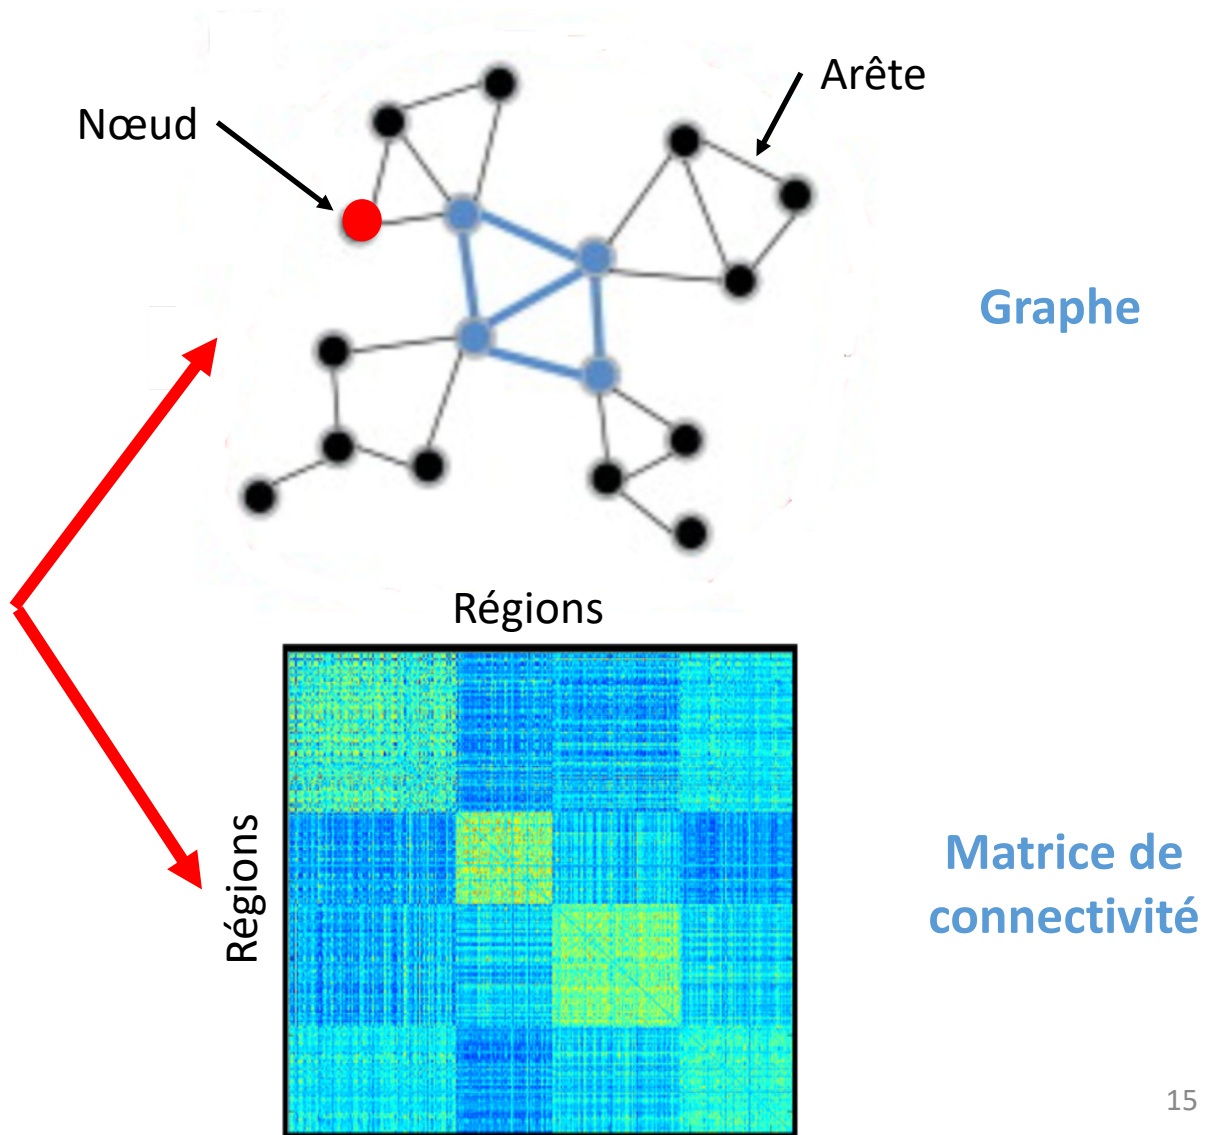 Arête
Nœud
Graphe
Régions
Régions
Matrice de
connectivité
15